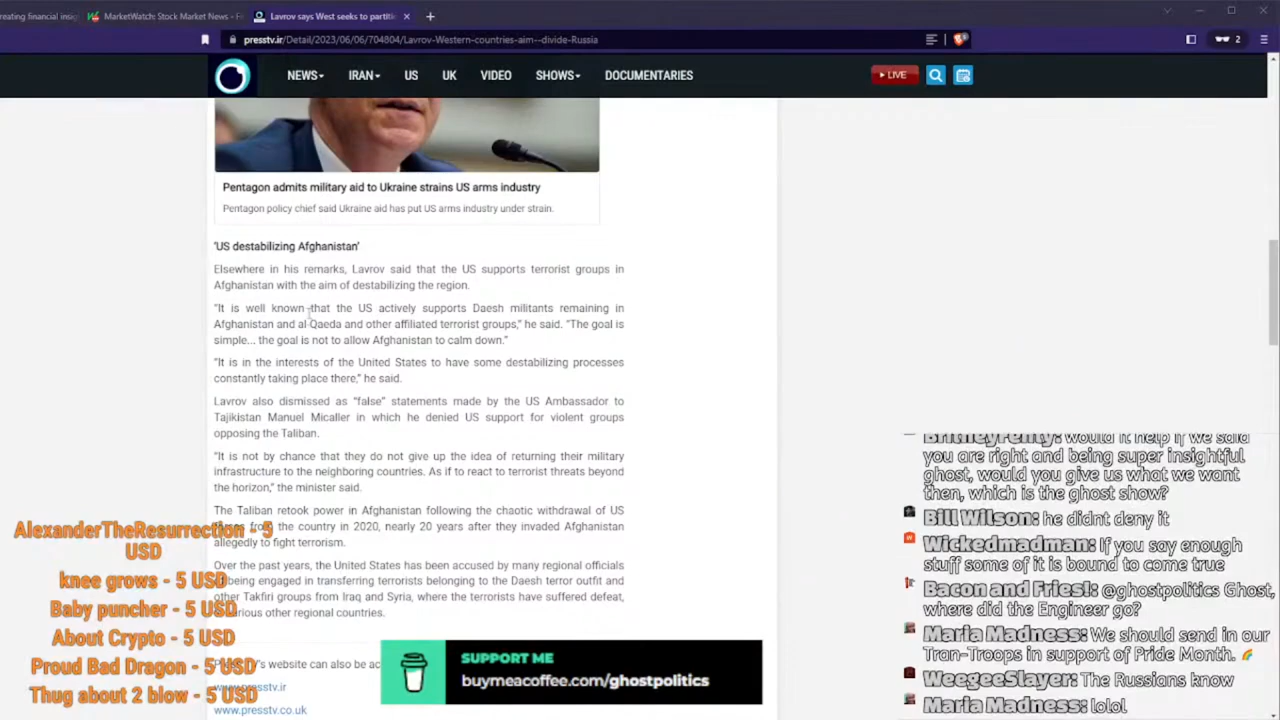 reating financial insig
MarketWatch: Stock Market News - Fi
Lavrov says West seeks to partiti
presstv.ir/Detail/2023/06/06/704804/Lavrov-Western-countries-aim--divide-Russia
2
NEWS
IRAN
US
UK
VIDEO
SHOWS
DOCUMENTARIES
LIVE
Pentagon admits military aid to Ukraine strains US arms industry
Pentagon policy chief said Ukraine aid has put US arms industry under strain.
'US destabilizing Afghanistan'
Elsewhere in his remarks, Lavrov said that the US supports terrorist groups in
Afghanistan with the aim of destabilizing the region.
"It is well known that the US actively supports Daesh militants remaining in
Afghanistan and al-Qaeda and other affiliated terrorist groups," he said. "The goal is
simple... the goal is not to allow Afghanistan to calm down."
"It is in the interests of the United States to have some destabilizing processes
constantly taking place there," he said.
Lavrov also dismissed as "false" statements made by the US Ambassador to
Tajikistan Manuel Micaller in which he denied US support for violent groups
opposing the Taliban.
"It is not by chance that they do not give up the idea of returning their military
infrastructure to the neighboring countries. As if to react to terrorist threats beyond
the horizon," the minister said.
The Taliban retook power in Afghanistan following the chaotic withdrawal of US
from the country in 2020, nearly 20 years after they invaded Afghanistan
allegedly to fight terrorism.
Over the past years, the United States has been accused by many regional officials
being engaged in transferring terrorists belonging to the Daesh terror outfit and
other Takfiri groups from Iraq and Syria, where the terrorists have suffered defeat,
other regional countries.
website can also be ac
www.presstv.ir
www.presstv.co.uk
AlexanderTheResurrection - 5
USD
knee grows - 5 USD
Baby puncher - 5 USD
About Crypto - 5 USD
Proud Bad Dragon - 5 USD
Thug about 2 blow - 5 USD
SUPPORT ME
buymeacoffee.com/ghostpolitics
BritneyFenty: would it help if we said
you are right and being super insightful
ghost, would you give us what we want
then, which is the ghost show?
Bill Wilson: he didnt deny it
Wickedmadman: If you say enough
stuff some of it is bound to come true
Bacon and Fries!: @ghostpolitics Ghost,
where did the Engineer go?
Maria Madness: We should send in our
Tran-Troops in support of Pride Month.
WeegeeSlayer: The Russians know
Maria Madness: lolol